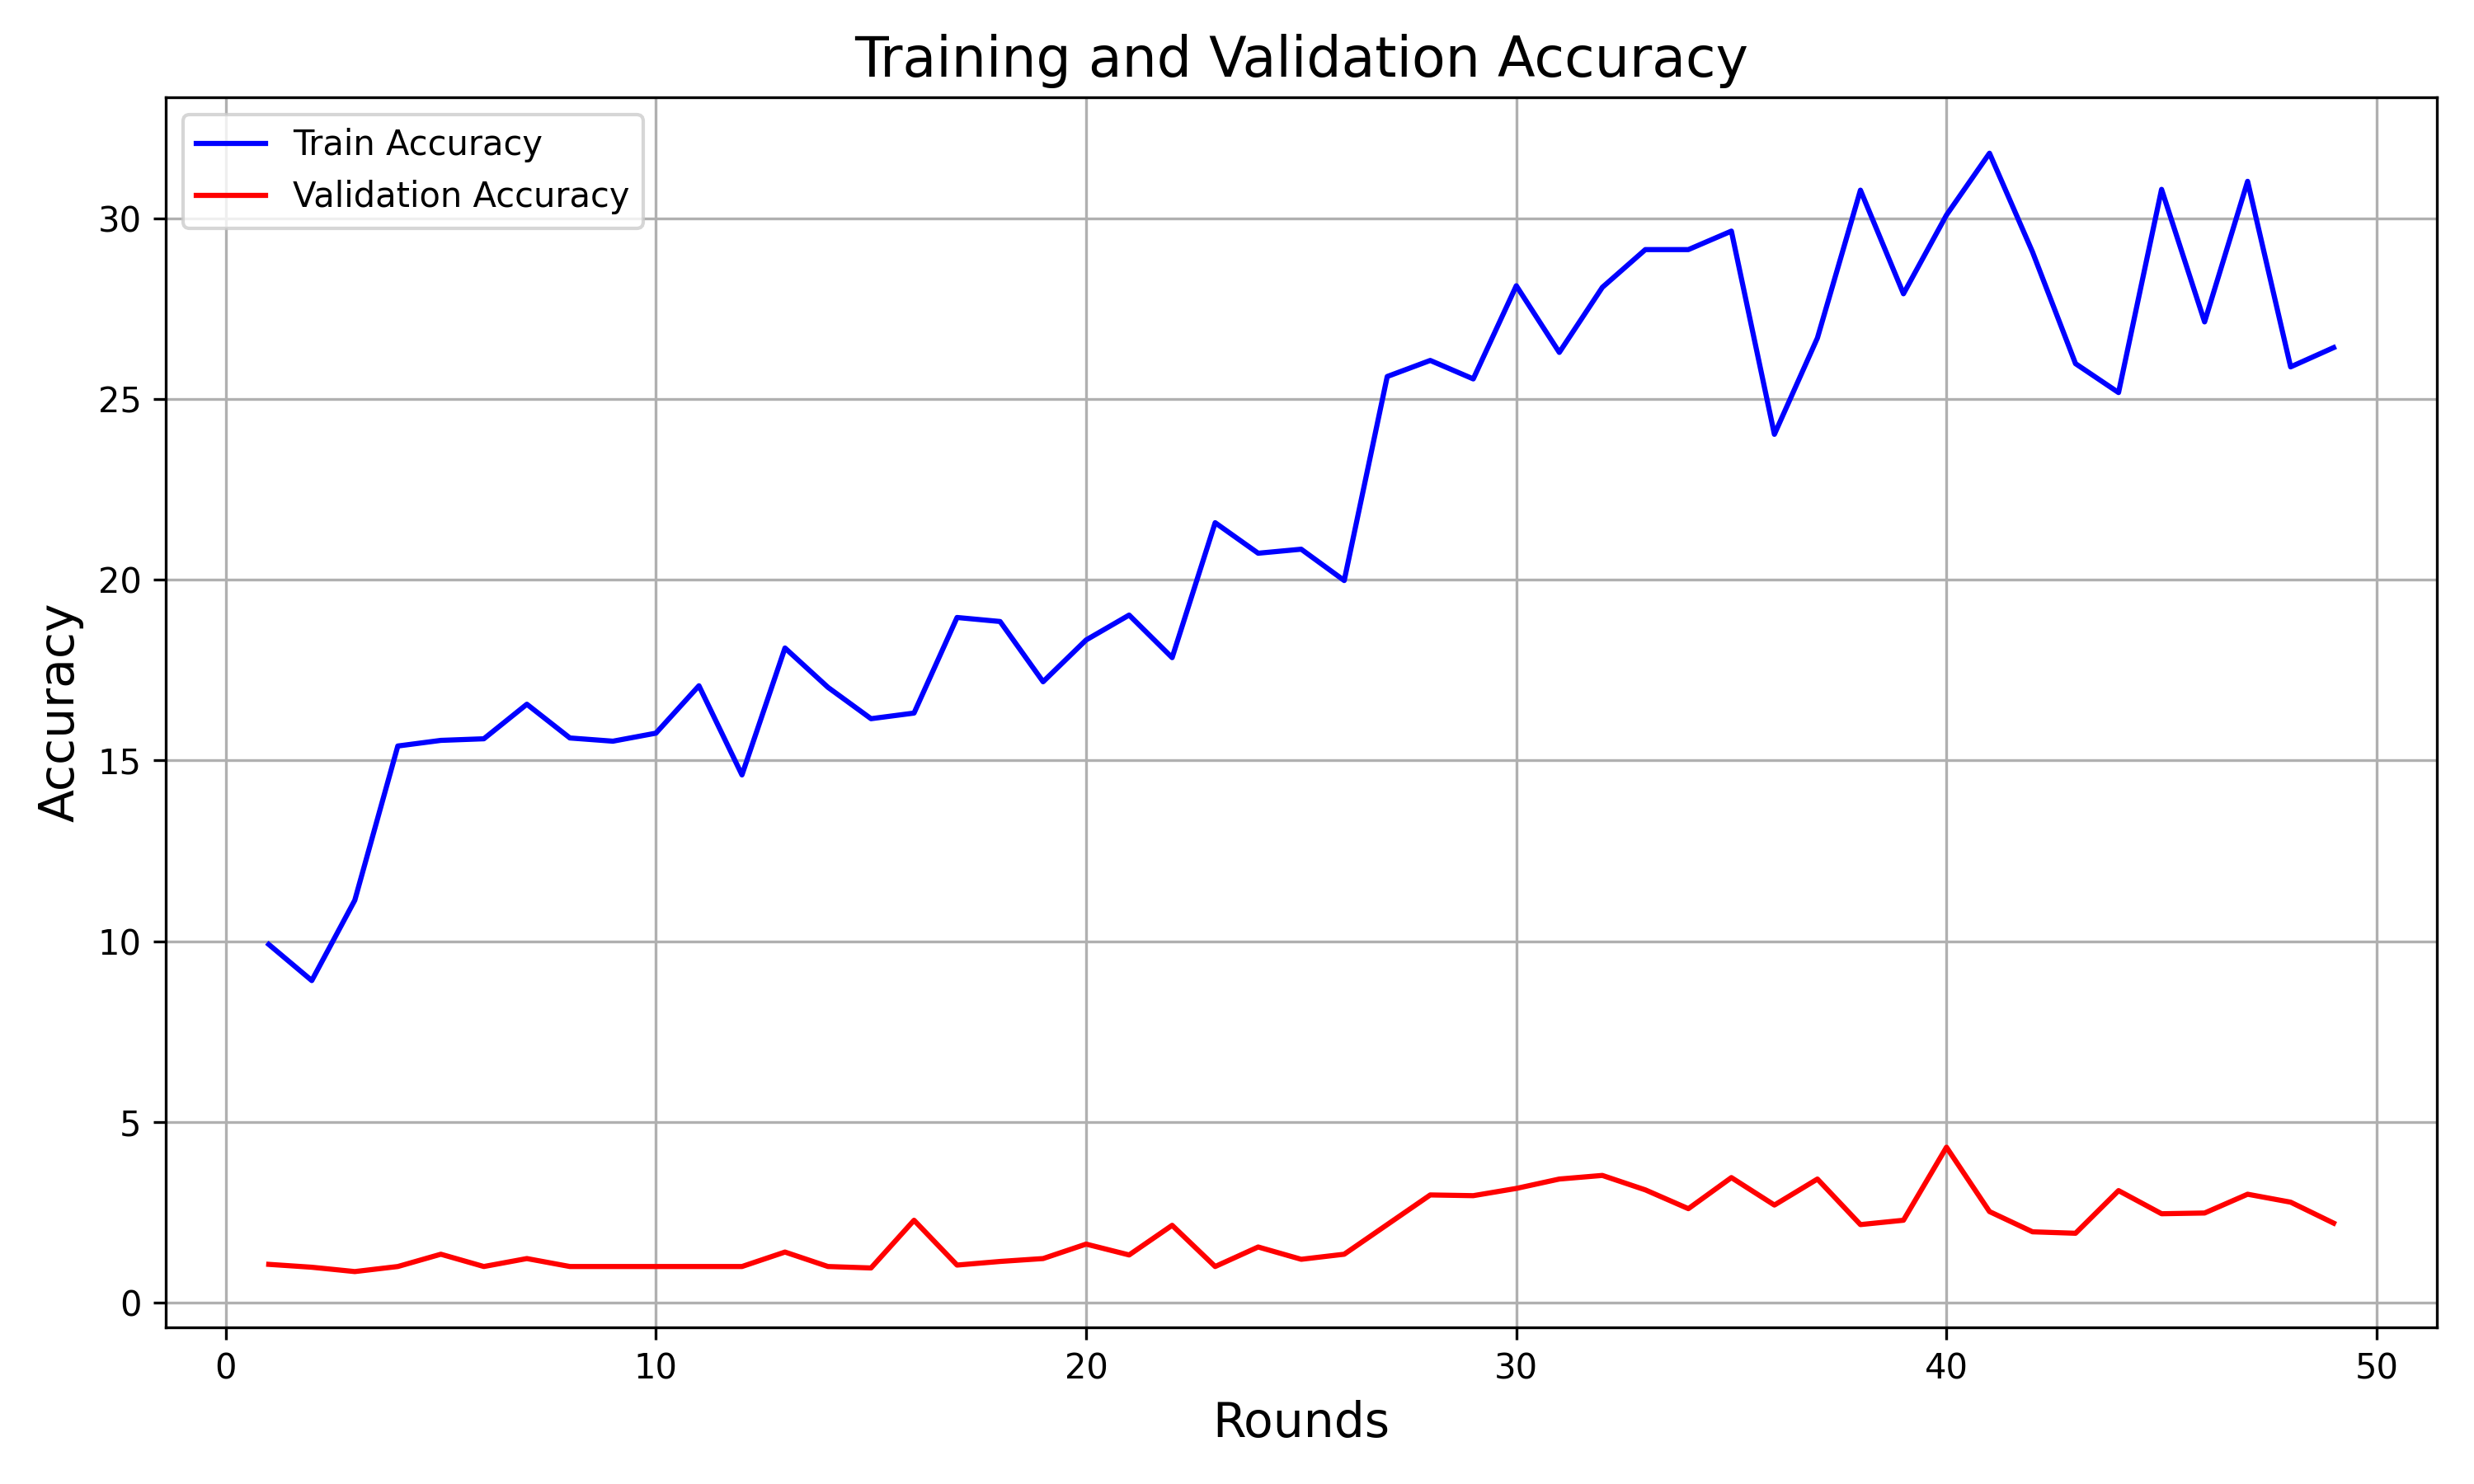 Training and Validation Accuracy
Train Accuracy
Validation Accuracy
30
25
20
15
10
5
0
Accuracy
0 10 20 30 40 50
Rounds